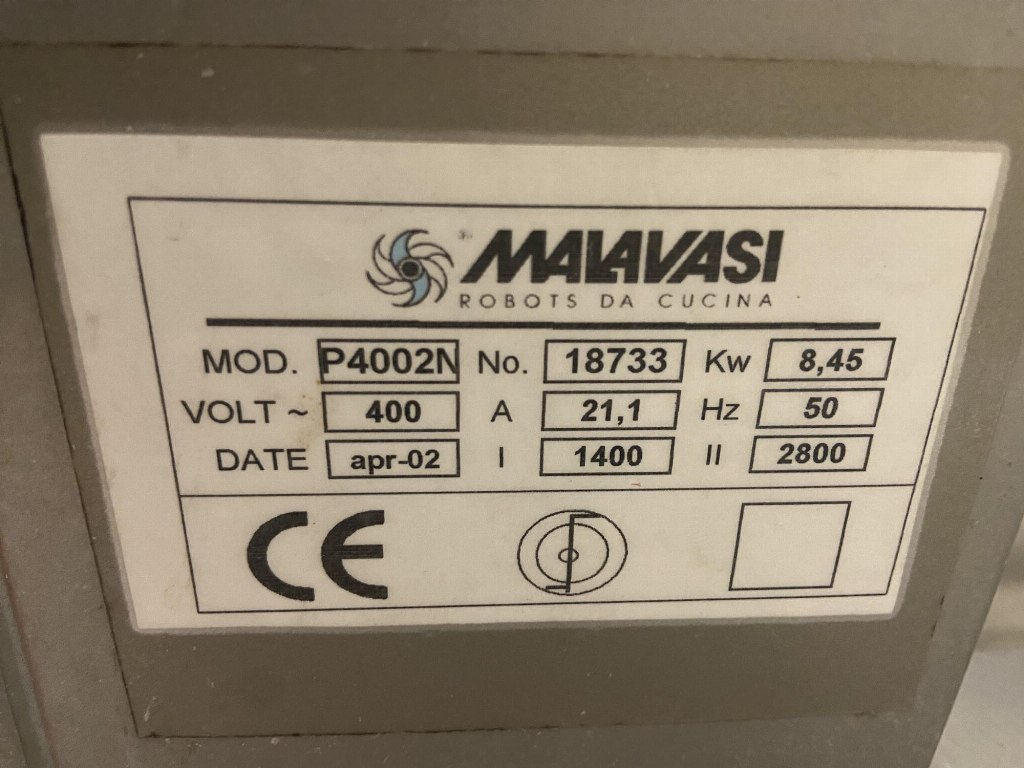 MALAVASI
ROBOTS DA CUCINA
MOD. P4002N No. 18733 Kw 8,45
VOLT ~ 400 A 21,1 Hz 50
DATE apr-02 I 1400 II 2800
CE